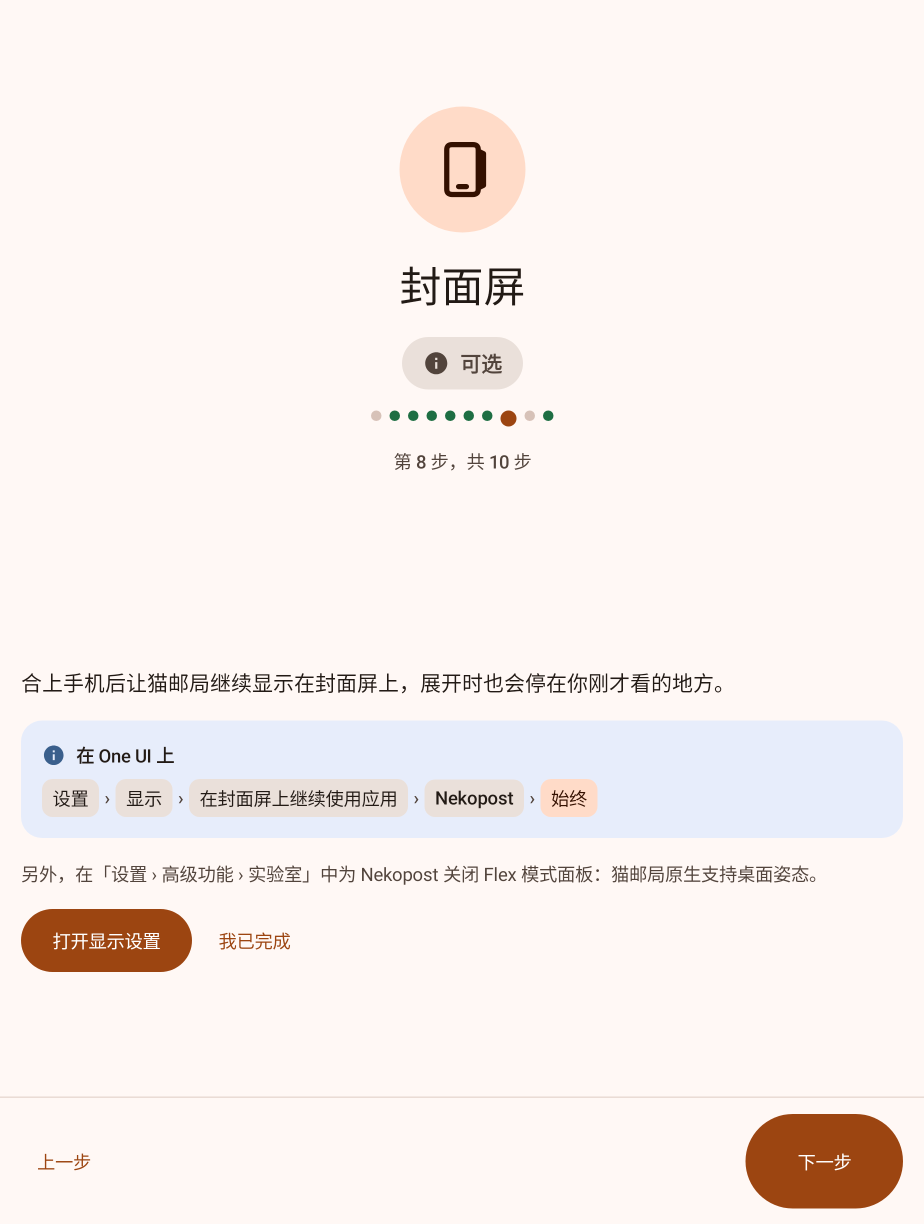 封面屏
可选
第 8 步，共 10 步
合上手机后让猫邮局继续显示在封面屏上，展开时也会停在你刚才看的地方。
在 One UI 上
设置 › 显示 › 在封面屏上继续使用应用 › Nekopost › 始终
另外，在「设置 › 高级功能 › 实验室」中为 Nekopost 关闭 Flex 模式面板：猫邮局原生支持桌面姿态。
打开显示设置 我已完成
上一步 下一步